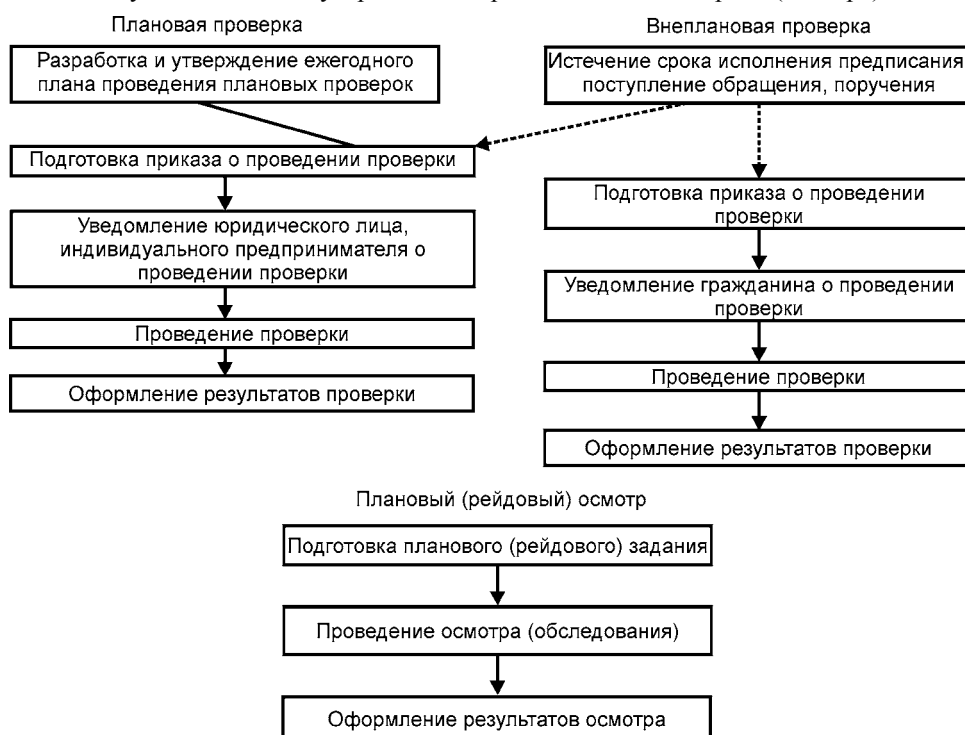 Плановая проверка
Разработка и утверждение ежегодного
плана проведения плановых проверок
Подготовка приказа о проведении проверки
Уведомление юридического лица,
индивидуального предпринимателя о
проведении проверки
Проведение проверки
Оформление результатов проверки
Внеплановая проверка
Истечение срока исполнения предписания
поступление обращения, поручения
Подготовка приказа о проведении
проверки
Уведомление гражданина о проведении
проверки
Проведение проверки
Оформление результатов проверки
Плановый (рейдовый) осмотр
Подготовка планового (рейдового) задания
Проведение осмотра (обследования)
Оформление результатов осмотра